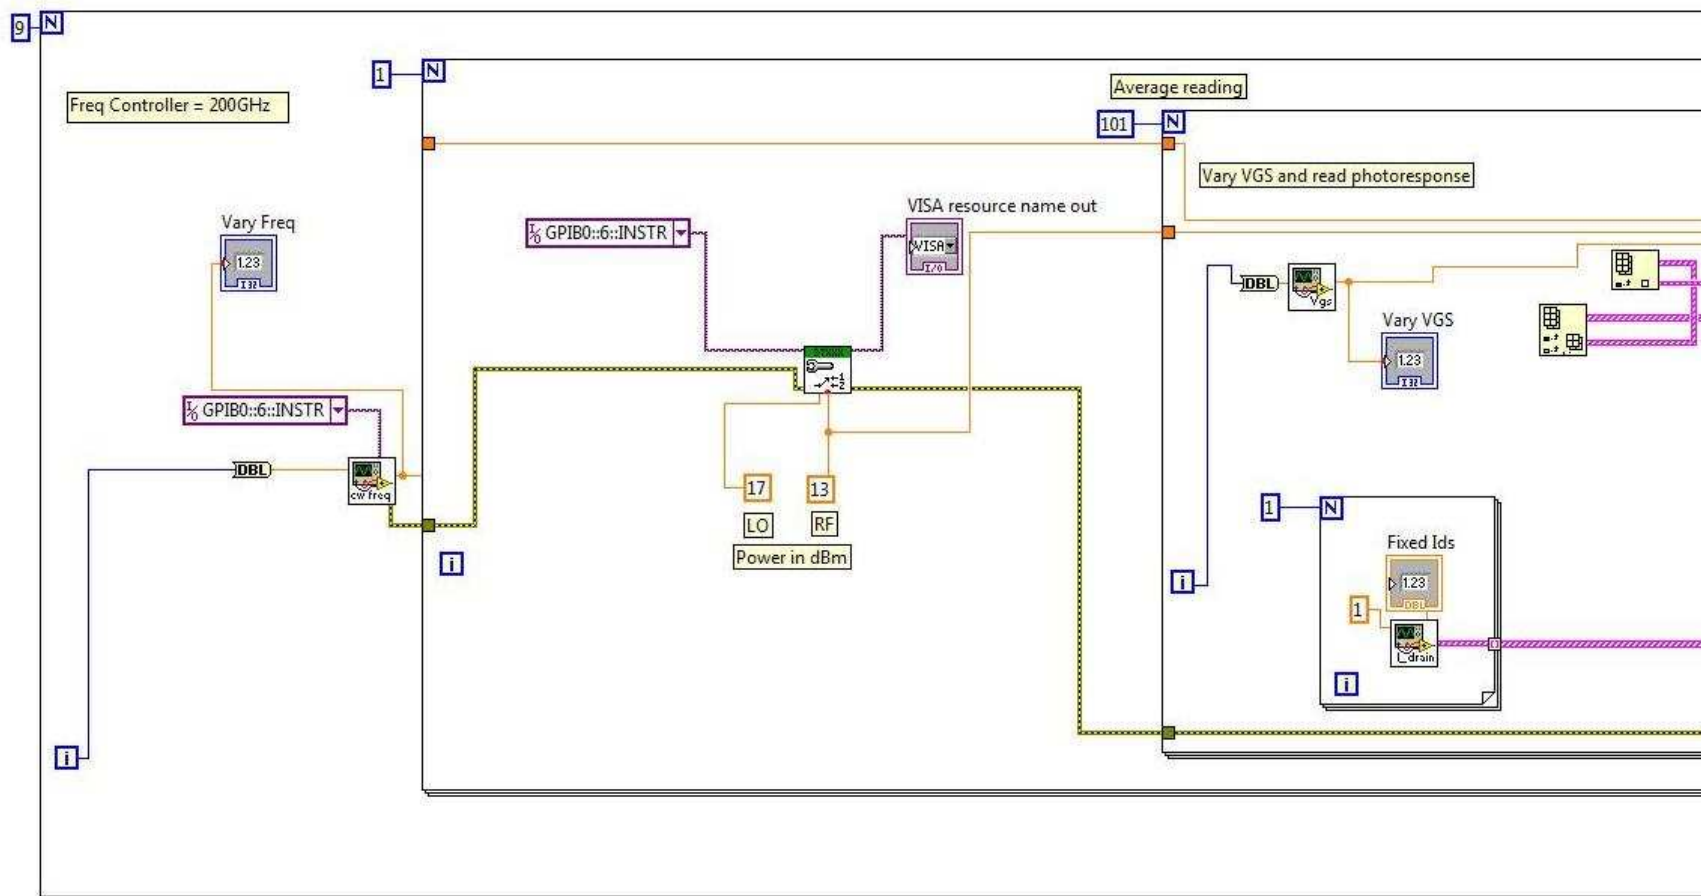 9
N
1
N
Freq Controller = 200GHz
Average reading
101
N
Vary VGS and read photoresponse
Vary Freq
1.23
I32
GPIB0::6::INSTR
VISA resource name out
VISA
I/O
DBL
Vgs
Vary VGS
1.23
I32
GPIB0::6::INSTR
DBL
cw freq
17
13
LO
RF
Power in dBm
i
1
N
Fixed Ids
1.23
DBL
i
1
I_drain
i
i